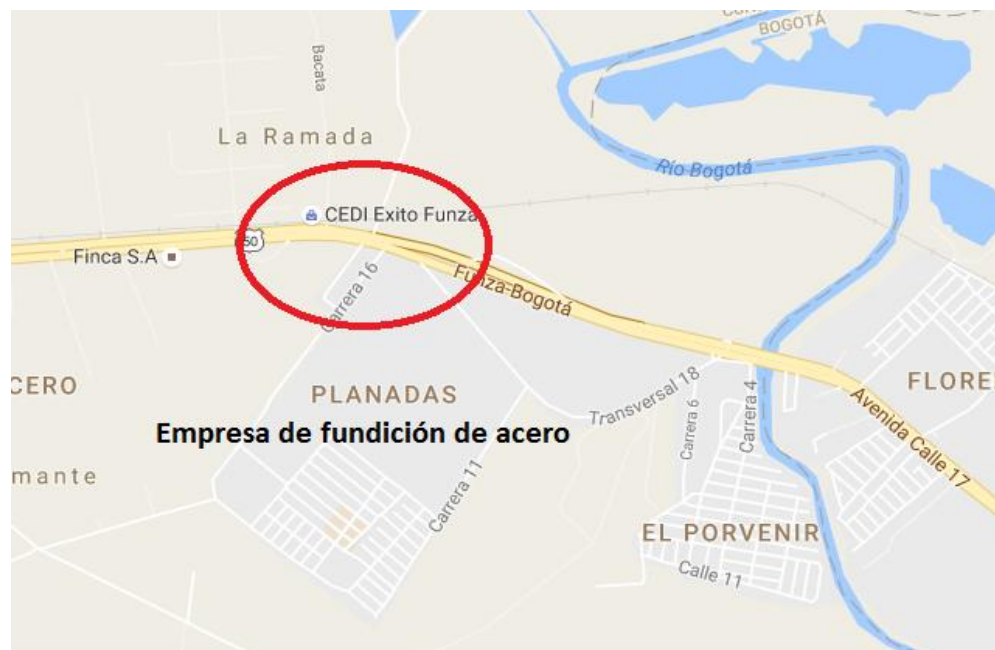 BOGOTÁ
Bacata
La Ramada
Río Bogotá
CEDI Exito Funza
50
Finca S.A
Funza-Bogotá
Carrera 16
CERO
PLANADAS
Transversal 18
FLORE
Empresa de fundición de acero
Carrera 6
Carrera 4
Avenida Calle 17
mante
Carrera 11
EL PORVENIR
Calle 11